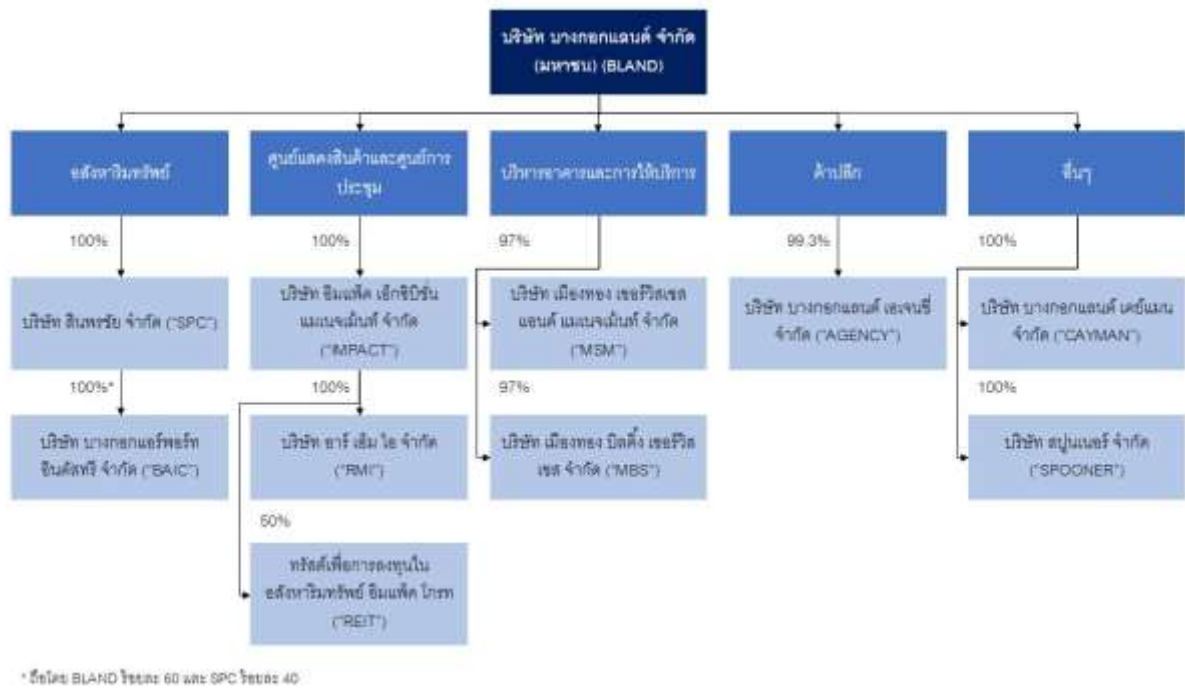 บริษัท บางกอกแลนด์ จำกัด
(มหาชน) (BLAND)
อสังหาริมทรัพย์
ศูนย์แสดงสินค้าและศูนย์การ
ประชุม
บริหารอาคารและการให้บริการ
ค้าปลีก
อื่นๆ
100%
100%
97%
99.3%
100%
บริษัท สินพรชัย จำกัด ("SPC")
บริษัท อิมแพ็ค เอ็กซิบิชั่น
แมเนจเม้นท์ จำกัด
("IMPACT")
บริษัท เมืองทอง เซอร์วิสเซส
แอนด์ แมเนจเม้นท์ จำกัด
("MSM")
บริษัท บางกอกแลนด์ เอเจนซี่
จำกัด ("AGENCY")
บริษัท บางกอกแลนด์ เคย์แมน
จำกัด ("CAYMAN")
100%*
100%
97%
100%
บริษัท บางกอกแอร์พอร์ท
อินดัสทรี จำกัด ("BAIC")
บริษัท อาร์ เอ็ม ไอ จำกัด
("RMI")
บริษัท เมืองทอง บิลดิ้ง เซอร์วิส
เซส จำกัด ("MBS")
บริษัท สปูนเนอร์ จำกัด
("SPOONER")
50%
ทรัสต์เพื่อการลงทุนใน
อสังหาริมทรัพย์ อิมแพ็ค โกรท
("REIT")
* ถือโดย BLAND ร้อยละ 60 และ SPC ร้อยละ 40